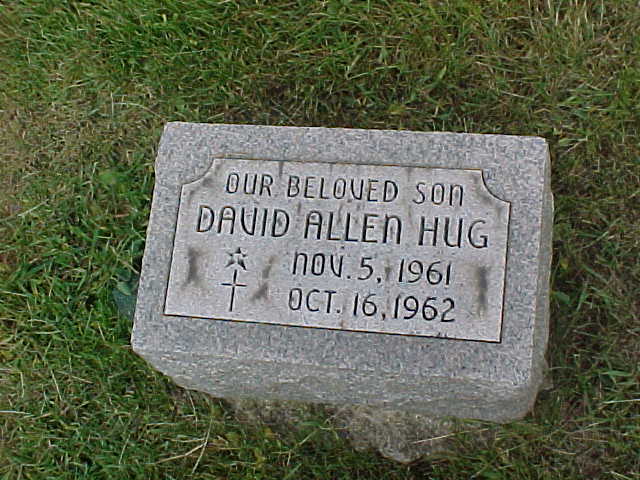 OUR BELOVED SON
DAVID ALLEN HUG
NOV. 5, 1961
OCT. 16, 1962